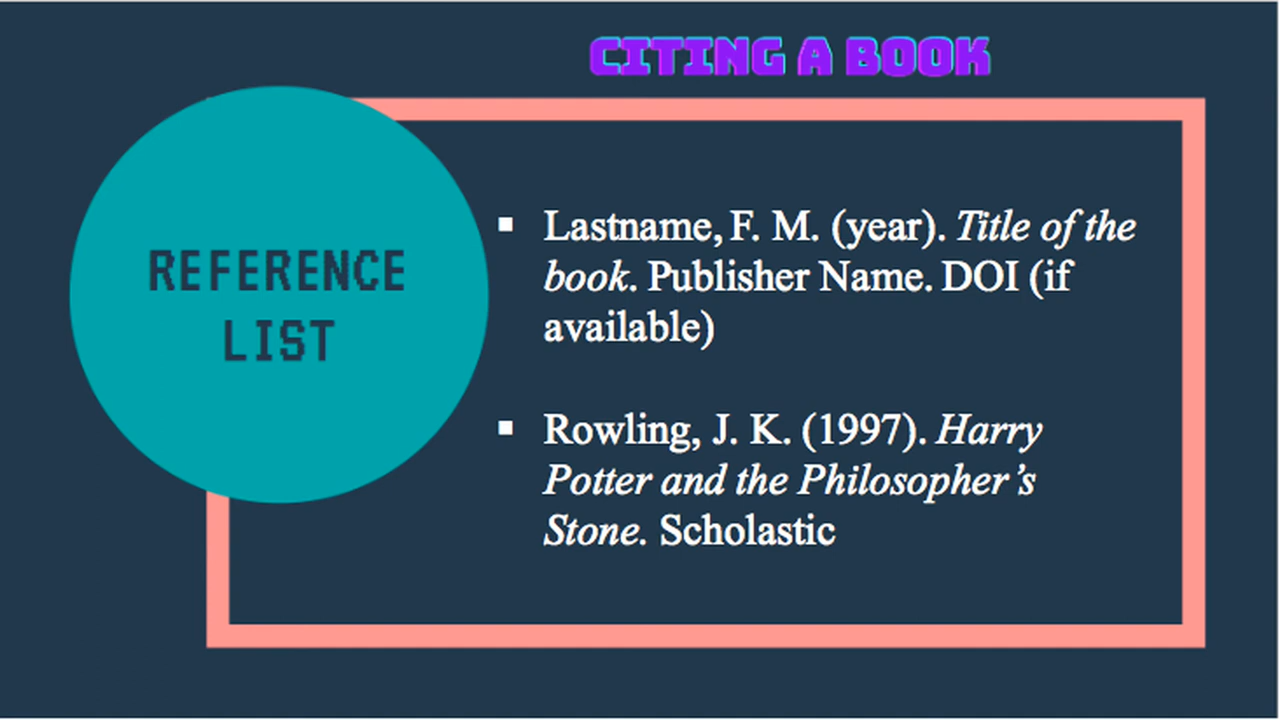 CITING A BOOK
REFERENCE
LIST
▪ Lastname, F. M. (year). Title of the
book. Publisher Name. DOI (if
available)
▪ Rowling, J. K. (1997). Harry
Potter and the Philosopher’s
Stone. Scholastic